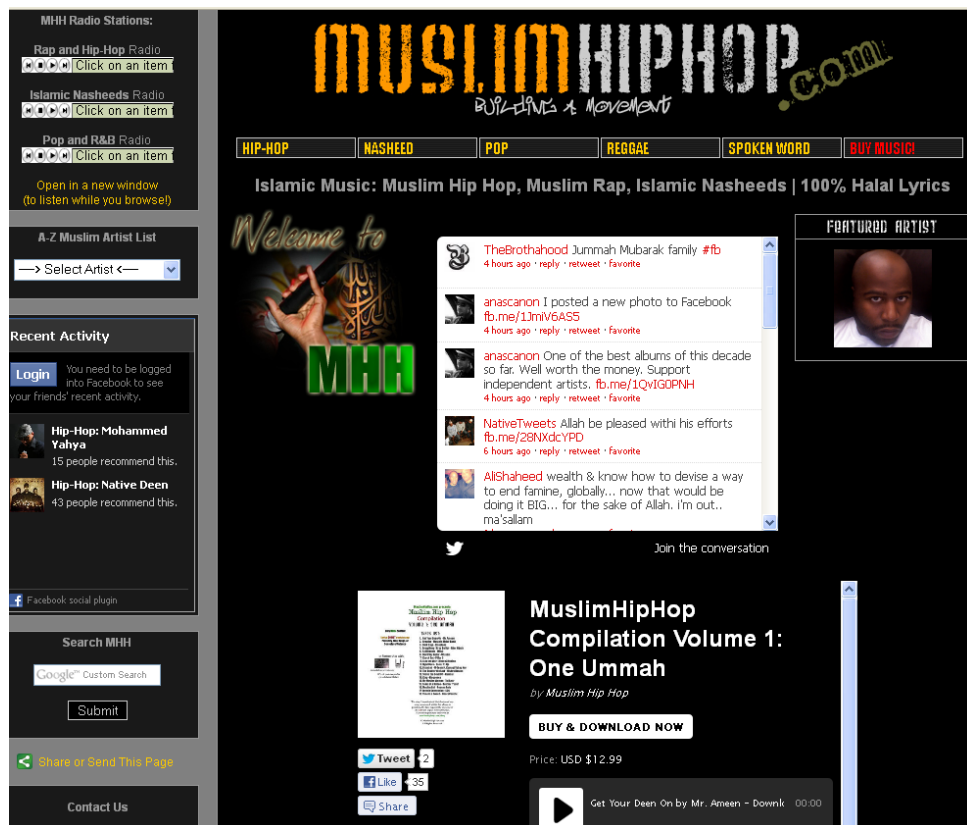 MHH Radio Stations:
Rap and Hip-Hop Radio
Click on an item
Islamic Nasheeds Radio
Click on an item
Pop and R&B Radio
Click on an item
Open in a new window
(to listen while you browse!)
A-Z Muslim Artist List
---> Select Artist <---
Recent Activity
Login
You need to be logged
into Facebook to see
your friends' recent activity.
Hip-Hop: Mohammed
Yahya
15 people recommend this.
Hip-Hop: Native Deen
43 people recommend this.
Facebook social plugin
Search MHH
Google™ Custom Search
Submit
Share or Send This Page
Contact Us
MUSLIMHIPHOP.com
BUILDING A MOVEMENT
HIP-HOP
NASHEED
POP
REGGAE
SPOKEN WORD
BUY MUSIC!
Islamic Music: Muslim Hip Hop, Muslim Rap, Islamic Nasheeds | 100% Halal Lyrics
Welcome to
MHH
TheBrothahood Jummah Mubarak family #fb
4 hours ago · reply · retweet · favorite
anascanon I posted a new photo to Facebook
fb.me/1JmiV6AS5
4 hours ago · reply · retweet · favorite
anascanon One of the best albums of this decade
so far. Well worth the money. Support
independent artists. fb.me/1QvIG0PNH
4 hours ago · reply · retweet · favorite
NativeTweets Allah be pleased withi his efforts
fb.me/28NXdcYPD
6 hours ago · reply · retweet · favorite
AliShaheed wealth & know how to devise a way
to end famine, globally... now that would be
doing it BIG... for the sake of Allah. i'm out..
ma'sallam
Join the conversation
FEATURED ARTIST
Muslim Hip Hop
Compilation
MuslimHipHop
Compilation Volume 1:
One Ummah
by Muslim Hip Hop
BUY & DOWNLOAD NOW
Price: USD $12.99
Tweet 2
Like 35
Share
Get Your Deen On by Mr. Ameen - Downl 00:00